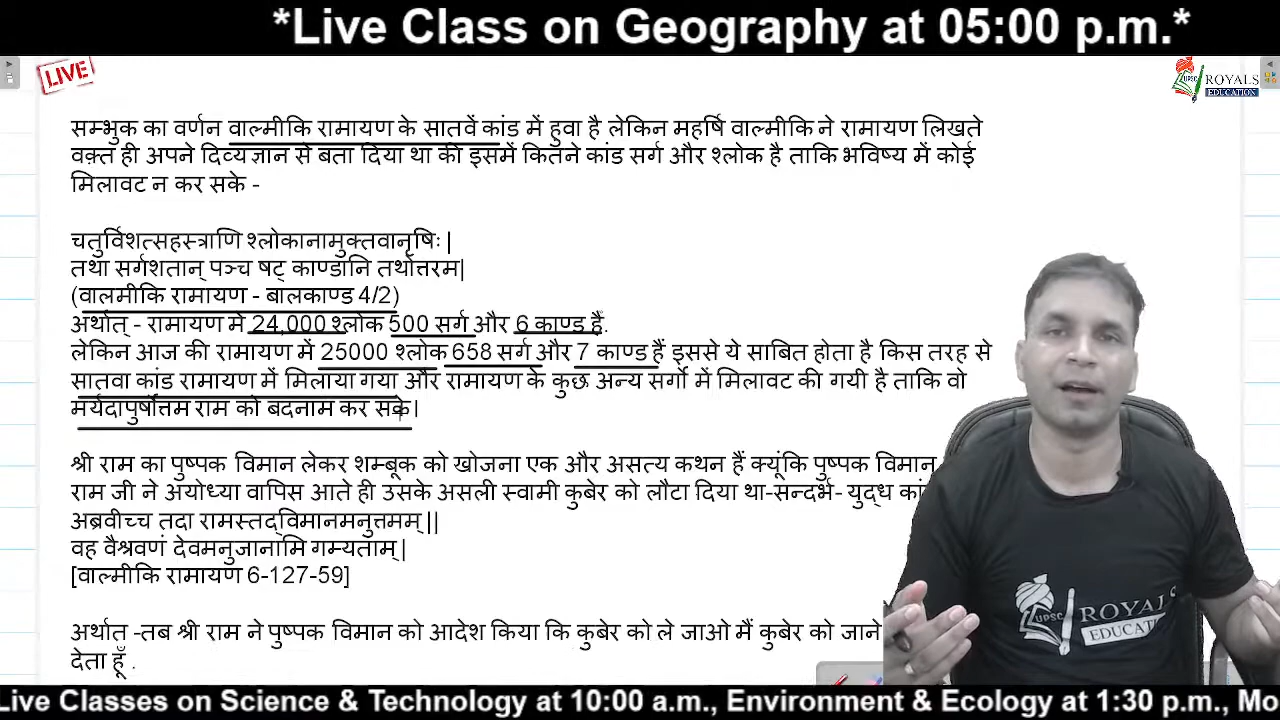 *Live Class on Geography at 05:00 p.m.*
LIVE
UPSC ROYALS
EDUCATION
सम्भुक का वर्णन वाल्मीकि रामायण के सातवें कांड में हुवा है लेकिन महर्षि वाल्मीकि ने रामायण लिखते
वक़्त ही अपने दिव्यज्ञान से बता दिया था की इसमें कितने कांड सर्ग और श्लोक है ताकि भविष्य में कोई
मिलावट न कर सके -
चतुर्विंशत्सहस्त्राणि श्लोकानामुक्तवानृषिः |
तथा सर्गशतान् पञ्च षट् काण्डानि तर्थोत्तरम|
(वालमीकि रामायण - बालकाण्ड 4/2)
अर्थात् - रामायण मे 24,000 श्लोक 500 सर्ग और 6 काण्ड हैं.
लेकिन आज की रामायण में 25000 श्लोक 658 सर्ग और 7 काण्ड हैं इससे ये साबित होता है किस तरह से
सातवा कांड रामायण में मिलाया गया और रामायण के कुछ अन्य सर्गों में मिलावट की गयी है ताकि वो
मर्यदापुर्षोत्तम राम को बदनाम कर सके|
श्री राम का पुष्पक विमान लेकर शम्बूक को खोजना एक और असत्य कथन हैं क्यूंकि पुष्पक विमान
राम जी ने अयोध्या वापिस आते ही उसके असली स्वामी कुबेर को लौटा दिया था-सन्दर्भ- युद्ध कां
अब्रवीच्च तदा रामस्तद्विमानमनुत्तमम् ||
वह वैश्रवणं देवमनुजानामि गम्यताम् |
[वाल्मीकि रामायण 6-127-59]
अर्थात -तब श्री राम ने पुष्पक विमान को आदेश किया कि कुबेर को ले जाओ मैं कुबेर को जाने
देता हूँ .
UPSC ROYALS
EDUCATION
Live Classes on Science & Technology at 10:00 a.m., Environment & Ecology at 1:30 p.m., Mo